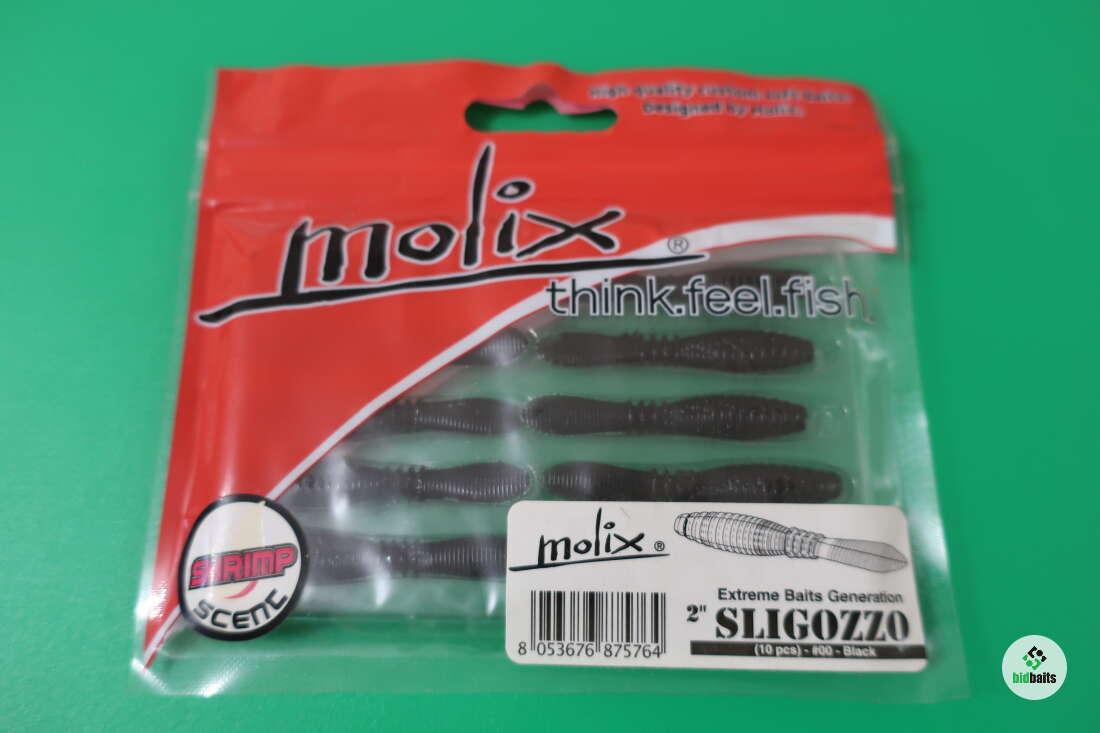 High quality custom soft baits
Designed by Molix
molix ®
think.feel.fish.
SHRIMP
SCENT
molix ®
Extreme Baits Generation
2" SLIGOZZO
(10 pcs) - #00 - Black
8 053676 875764
bidbaits